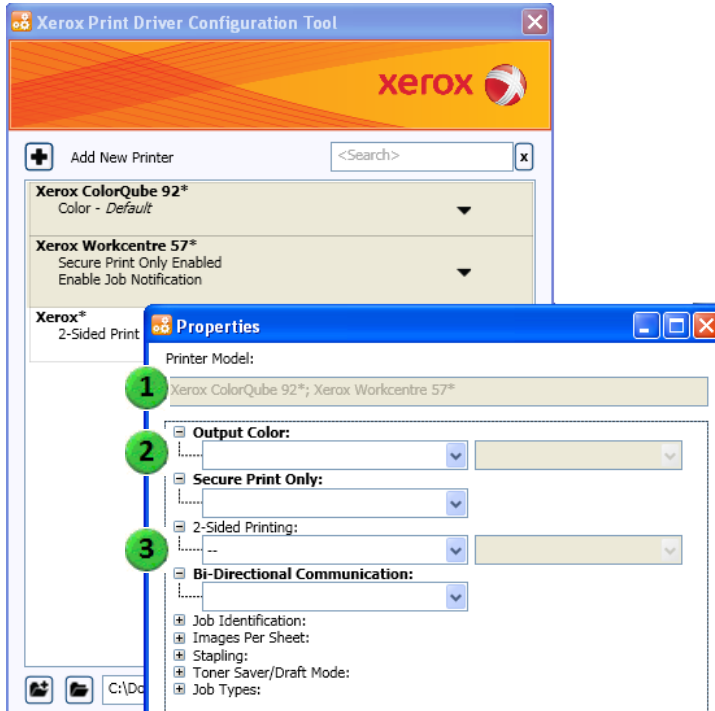 Xerox Print Driver Configuration Tool
xerox
Add New Printer
<Search>
x
Xerox ColorQube 92*
Color - Default
Xerox Workcentre 57*
Secure Print Only Enabled
Enable Job Notification
Xerox*
2-Sided Print
Properties
Printer Model:
1
Xerox ColorQube 92*; Xerox Workcentre 57*
Output Color:
2
Secure Print Only:
2-Sided Printing:
3
--
Bi-Directional Communication:
Job Identification:
Images Per Sheet:
Stapling:
Toner Saver/Draft Mode:
Job Types:
C:\Do